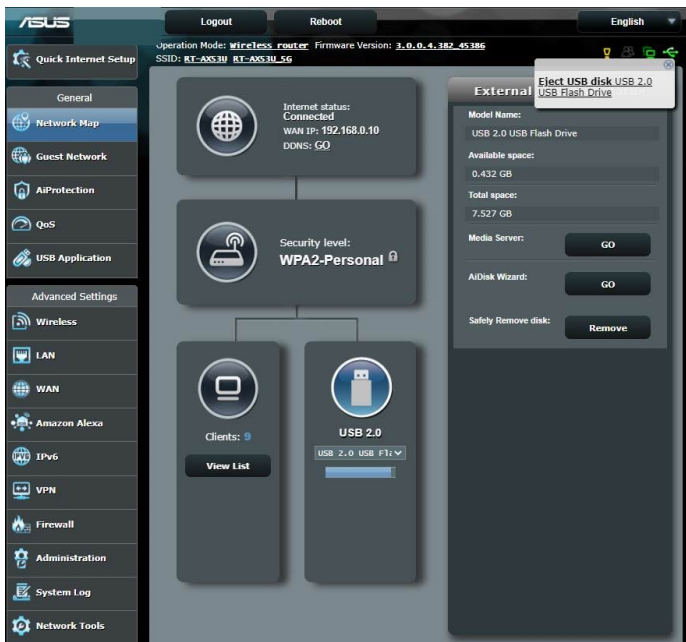 ASUS
Logout
Reboot
English
Operation Mode: Wireless router Firmware Version: 3.0.0.4.382_45386
SSID: RT-AX53U RT-AX53U_5G
Eject USB disk USB 2.0
USB Flash Drive
Quick Internet Setup
General
Network Map
Guest Network
AiProtection
QoS
USB Application
Advanced Settings
Wireless
LAN
WAN
Amazon Alexa
IPv6
VPN
Firewall
Administration
System Log
Network Tools
Internet status:
Connected
WAN IP: 192.168.0.10
DDNS: GO
Security level:
WPA2-Personal
Clients: 9
View List
USB 2.0
USB 2.0 USB Fla
External
Model Name:
USB 2.0 USB Flash Drive
Available space:
0.432 GB
Total space:
7.527 GB
Media Server:
GO
AiDisk Wizard:
GO
Safely Remove disk:
Remove